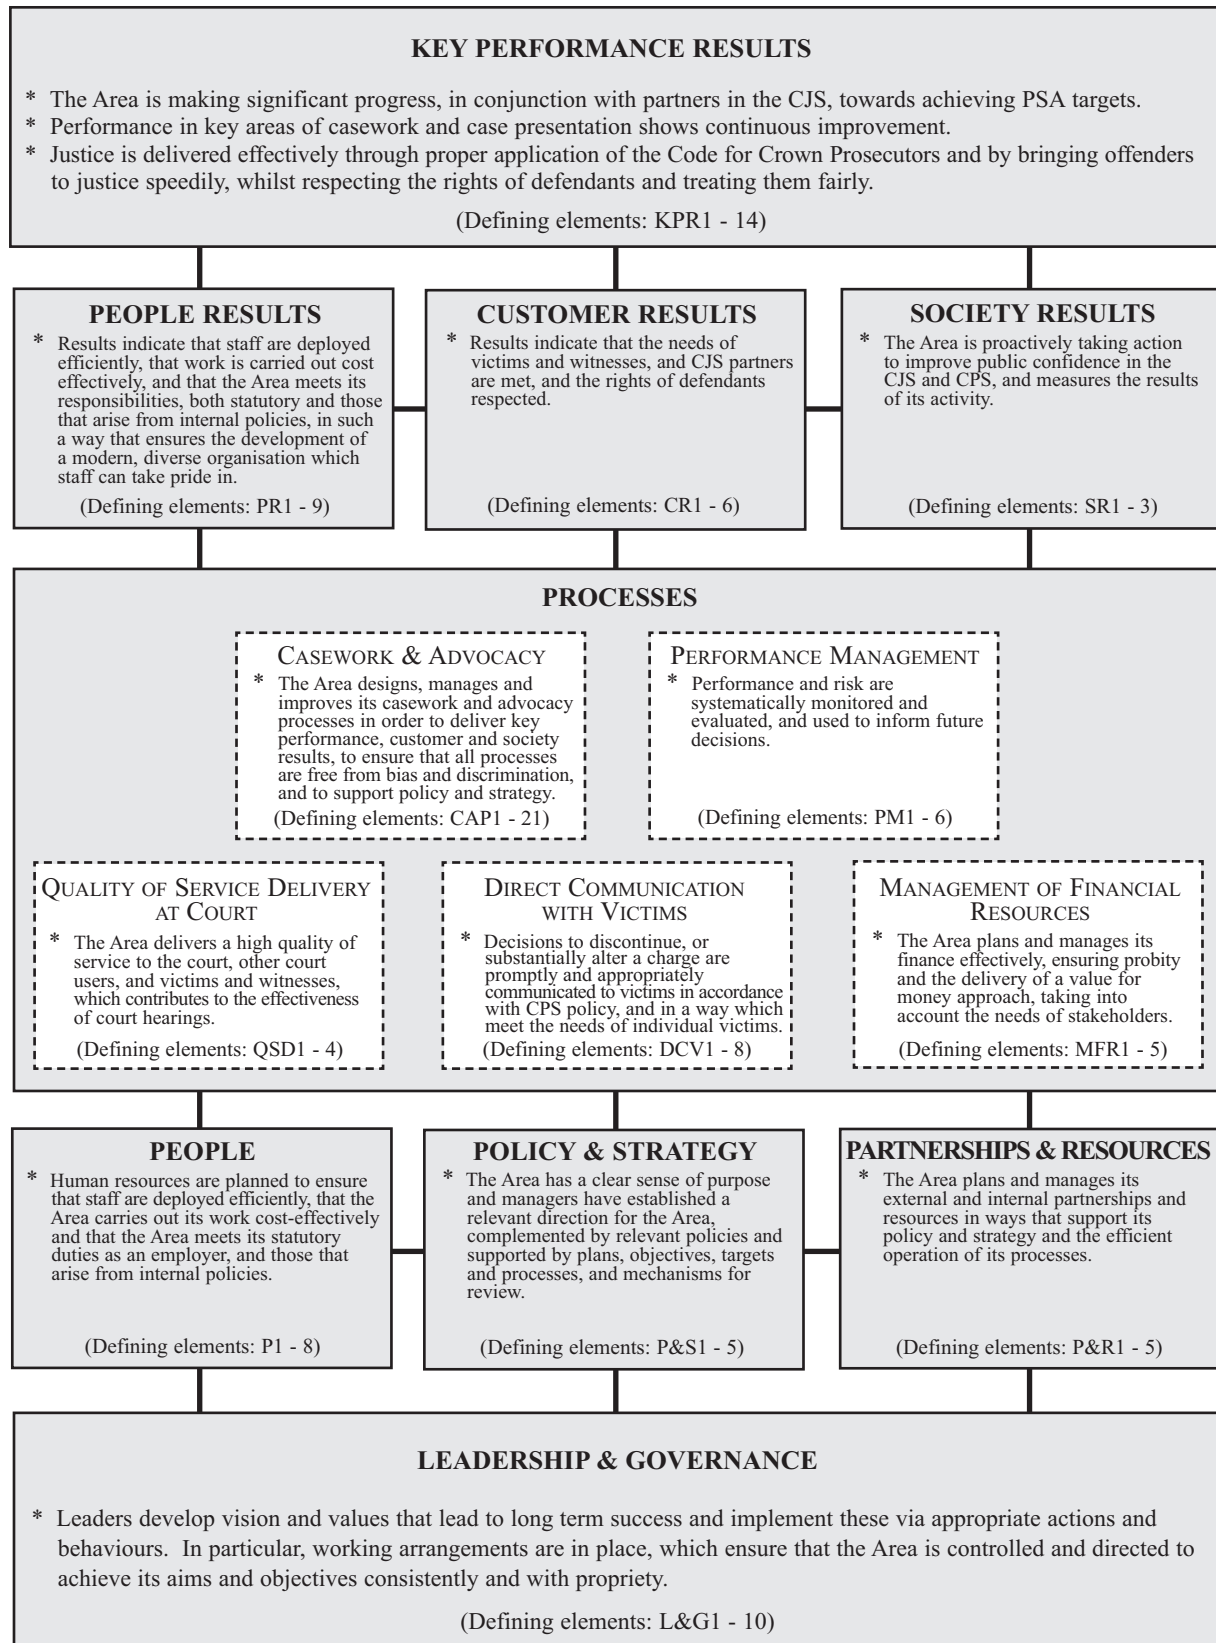 KEY PERFORMANCE RESULTS
* The Area is making significant progress, in conjunction with partners in the CJS, towards achieving PSA targets.
* Performance in key areas of casework and case presentation shows continuous improvement.
* Justice is delivered effectively through proper application of the Code for Crown Prosecutors and by bringing offenders
to justice speedily, whilst respecting the rights of defendants and treating them fairly.
(Defining elements: KPR1 - 14)
PEOPLE RESULTS
* Results indicate that staff are deployed
efficiently, that work is carried out cost
effectively, and that the Area meets its
responsibilities, both statutory and those
that arise from internal policies, in such
a way that ensures the development of
a modern, diverse organisation which
staff can take pride in.
(Defining elements: PR1 - 9)
CUSTOMER RESULTS
* Results indicate that the needs of
victims and witnesses, and CJS partners
are met, and the rights of defendants
respected.
(Defining elements: CR1 - 6)
SOCIETY RESULTS
* The Area is proactively taking action
to improve public confidence in the
CJS and CPS, and measures the results
of its activity.
(Defining elements: SR1 - 3)
PROCESSES
CASEWORK & ADVOCACY
* The Area designs, manages and
improves its casework and advocacy
processes in order to deliver key
performance, customer and society
results, to ensure that all processes
are free from bias and discrimination,
and to support policy and strategy.
(Defining elements: CAP1 - 21)
PERFORMANCE MANAGEMENT
* Performance and risk are
systematically monitored and
evaluated, and used to inform future
decisions.
(Defining elements: PM1 - 6)
QUALITY OF SERVICE DELIVERY
AT COURT
* The Area delivers a high quality of
service to the court, other court
users, and victims and witnesses,
which contributes to the effectiveness
of court hearings.
(Defining elements: QSD1 - 4)
DIRECT COMMUNICATION
WITH VICTIMS
* Decisions to discontinue, or
substantially alter a charge are
promptly and appropriately
communicated to victims in accordance
with CPS policy, and in a way which
meet the needs of individual victims.
(Defining elements: DCV1 - 8)
MANAGEMENT OF FINANCIAL
RESOURCES
* The Area plans and manages its
finance effectively, ensuring probity
and the delivery of a value for
money approach, taking into
account the needs of stakeholders.
(Defining elements: MFR1 - 5)
PEOPLE
* Human resources are planned to ensure
that staff are deployed efficiently, that the
Area carries out its work cost-effectively
and that the Area meets its statutory
duties as an employer, and those that
arise from internal policies.
(Defining elements: P1 - 8)
POLICY & STRATEGY
* The Area has a clear sense of purpose
and managers have established a
relevant direction for the Area,
complemented by relevant policies and
supported by plans, objectives, targets
and processes, and mechanisms for
review.
(Defining elements: P&S1 - 5)
PARTNERSHIPS & RESOURCES
* The Area plans and manages its
external and internal partnerships and
resources in ways that support its
policy and strategy and the efficient
operation of its processes.
(Defining elements: P&R1 - 5)
LEADERSHIP & GOVERNANCE
* Leaders develop vision and values that lead to long term success and implement these via appropriate actions and
behaviours. In particular, working arrangements are in place, which ensure that the Area is controlled and directed to
achieve its aims and objectives consistently and with propriety.
(Defining elements: L&G1 - 10)